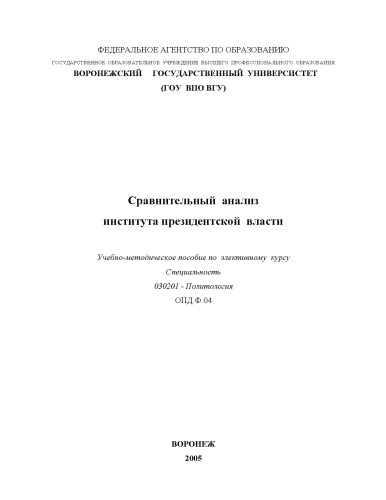 ФЕДЕРАЛЬНОЕ АГЕНТСТВО ПО ОБРАЗОВАНИЮ
ГОСУДАРСТВЕННОЕ ОБРАЗОВАТЕЛЬНОЕ УЧРЕЖДЕНИЕ ВЫСШЕГО ПРОФЕССИОНАЛЬНОГО ОБРАЗОВАНИЯ
ВОРОНЕЖСКИЙ ГОСУДАРСТВЕННЫЙ УНИВЕРСИСТЕТ
(ГОУ ВПО ВГУ)
Сравнительный анализ
института президентской власти
Учебно-методическое пособие по элективному курсу
Специальность
030201 - Политология
ОПД.Ф.04
ВОРОНЕЖ
2005